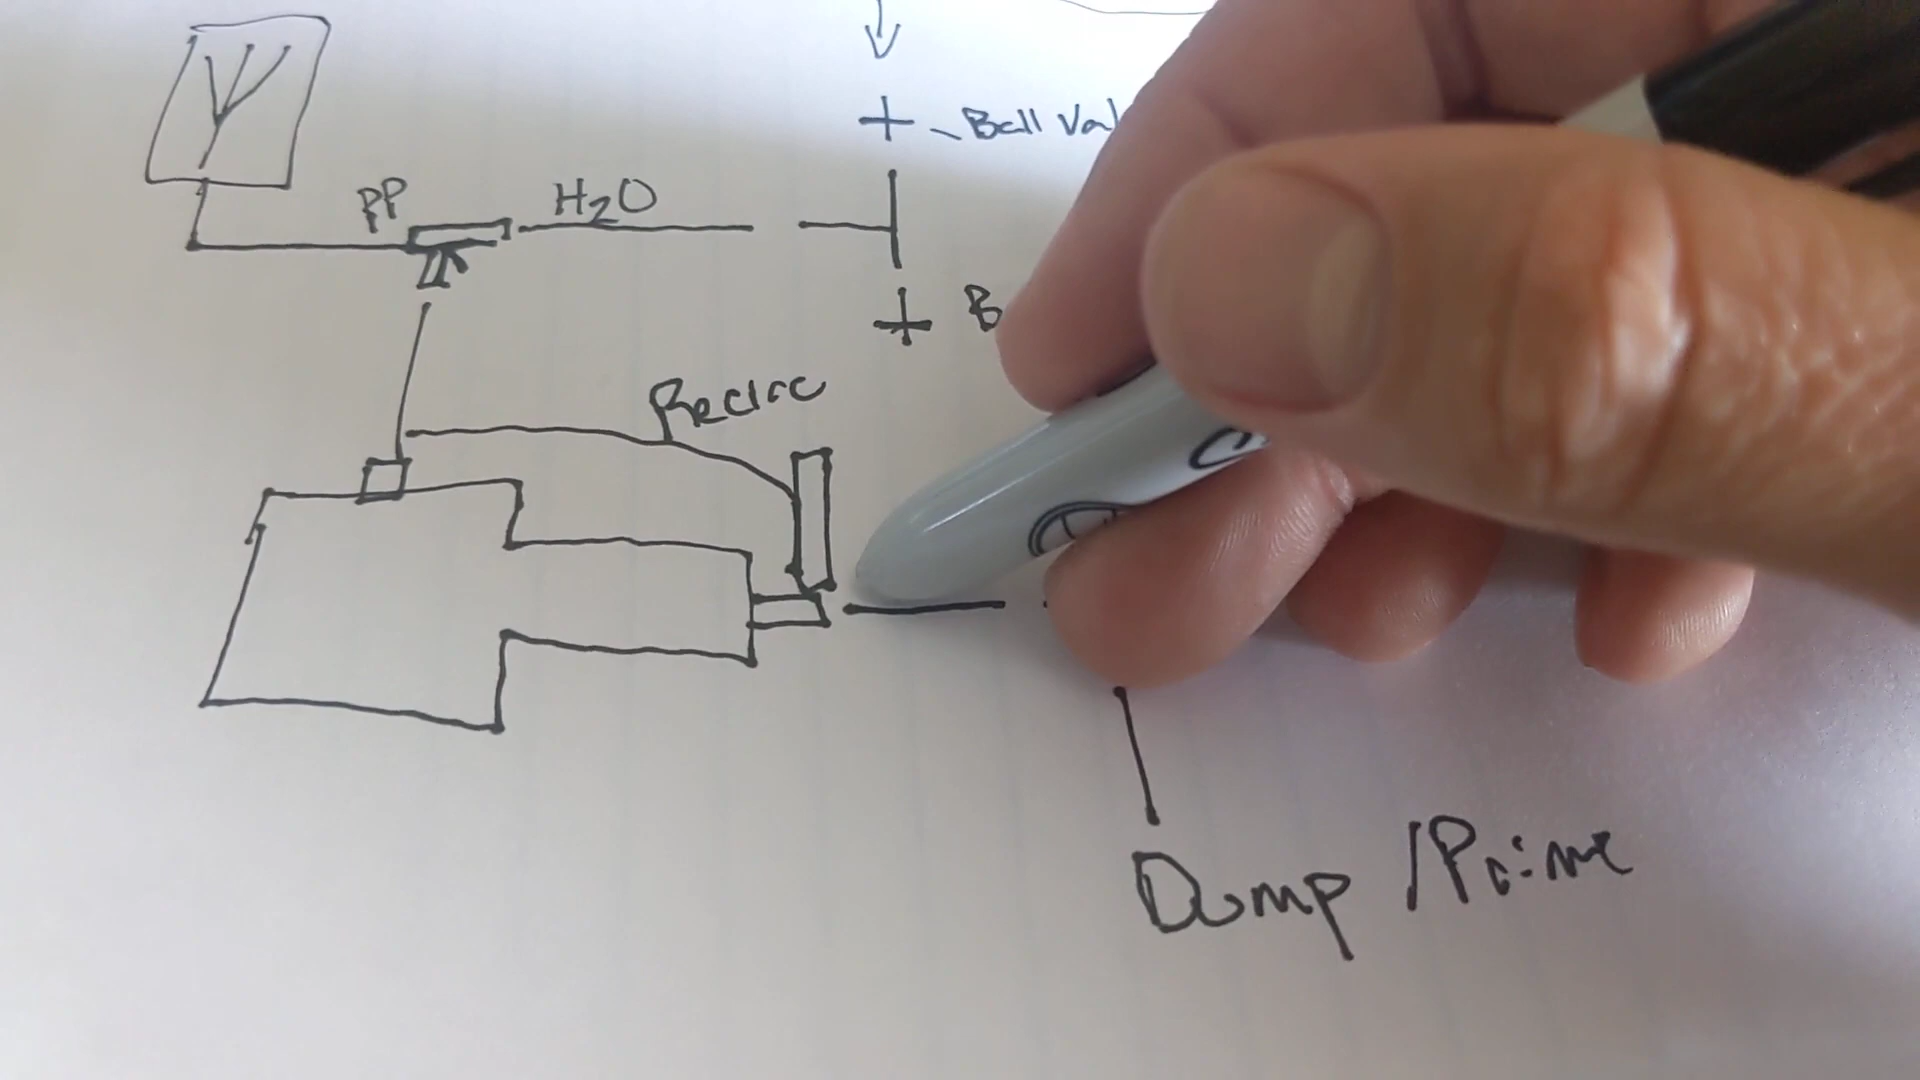 Ball Val
PP
H2O
B
Recirc
Dump /Prime